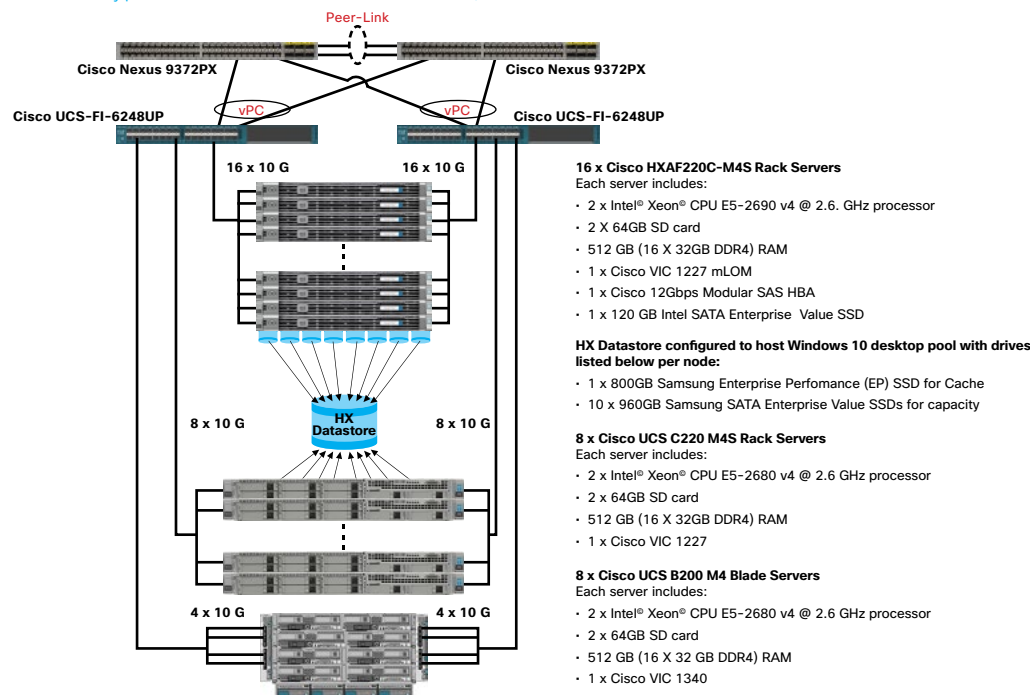 Peer-Link
Cisco Nexus 9372PX
Cisco Nexus 9372PX
Cisco UCS-FI-6248UP
vPC
vPC
Cisco UCS-FI-6248UP
16 x 10 G
16 x 10 G
HX
Datastore
8 x 10 G
8 x 10 G
4 x 10 G
4 x 10 G
16 x Cisco HXAF220C-M4S Rack Servers
Each server includes:
• 2 x Intel® Xeon® CPU E5-2690 v4 @ 2.6. GHz processor
• 2 X 64GB SD card
• 512 GB (16 X 32GB DDR4) RAM
• 1 x Cisco VIC 1227 mLOM
• 1 x Cisco 12Gbps Modular SAS HBA
• 1 x 120 GB Intel SATA Enterprise Value SSD
HX Datastore configured to host Windows 10 desktop pool with drives
listed below per node:
• 1 x 800GB Samsung Enterprise Perfomance (EP) SSD for Cache
• 10 x 960GB Samsung SATA Enterprise Value SSDs for capacity
8 x Cisco UCS C220 M4S Rack Servers
Each server includes:
• 2 x Intel® Xeon® CPU E5-2680 v4 @ 2.6 GHz processor
• 2 x 64GB SD card
• 512 GB (16 X 32GB DDR4) RAM
• 1 x Cisco VIC 1227
8 x Cisco UCS B200 M4 Blade Servers
Each server includes:
• 2 x Intel® Xeon® CPU E5-2680 v4 @ 2.6 GHz processor
• 2 x 64GB SD card
• 512 GB (16 X 32 GB DDR4) RAM
• 1 x Cisco VIC 1340